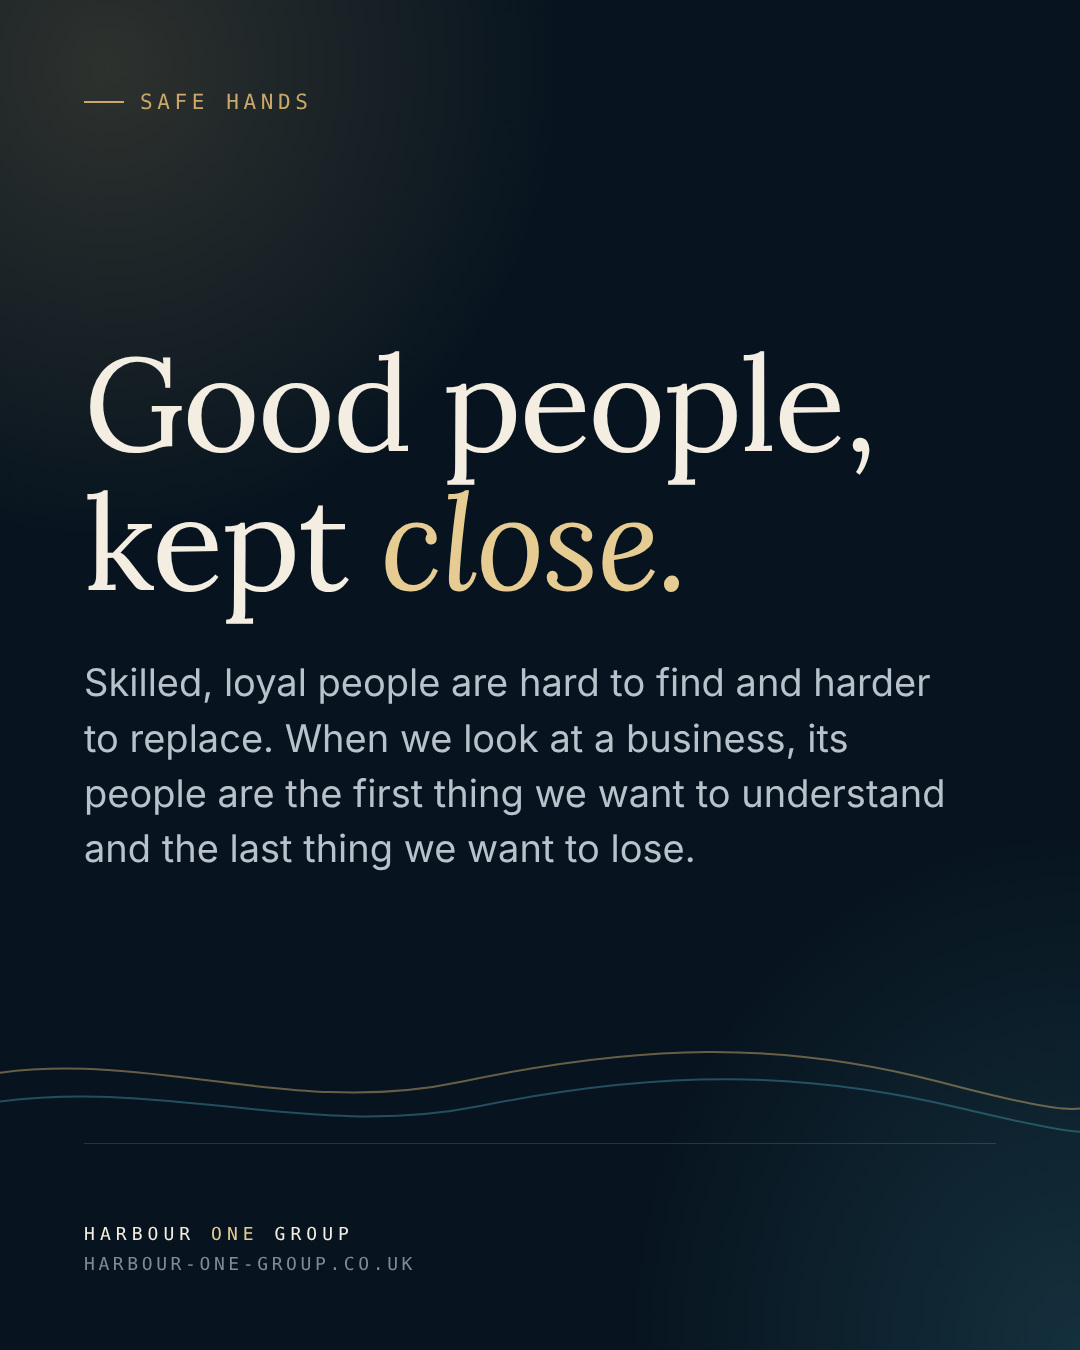 SAFE HANDS
Good people,
kept close.
Skilled, loyal people are hard to find and harder
to replace. When we look at a business, its
people are the first thing we want to understand
and the last thing we want to lose.
HARBOUR ONE GROUP
HARBOUR-ONE-GROUP.CO.UK